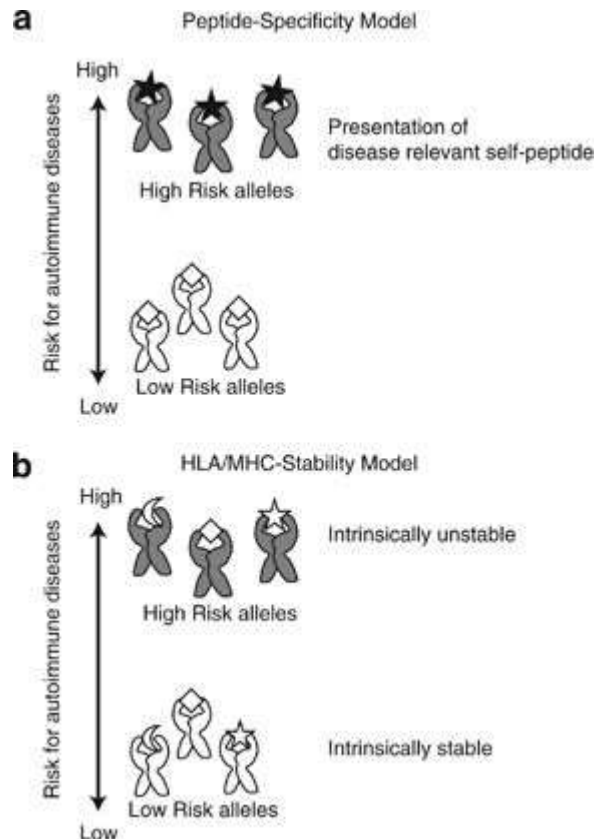 a
Peptide-Specificity Model
High
Risk for autoimmune diseases
Presentation of
disease relevant self-peptide
High Risk alleles
Low Risk alleles
Low
b
HLA/MHC-Stability Model
High
Risk for autoimmune diseases
Intrinsically unstable
High Risk alleles
Intrinsically stable
Low Risk alleles
Low